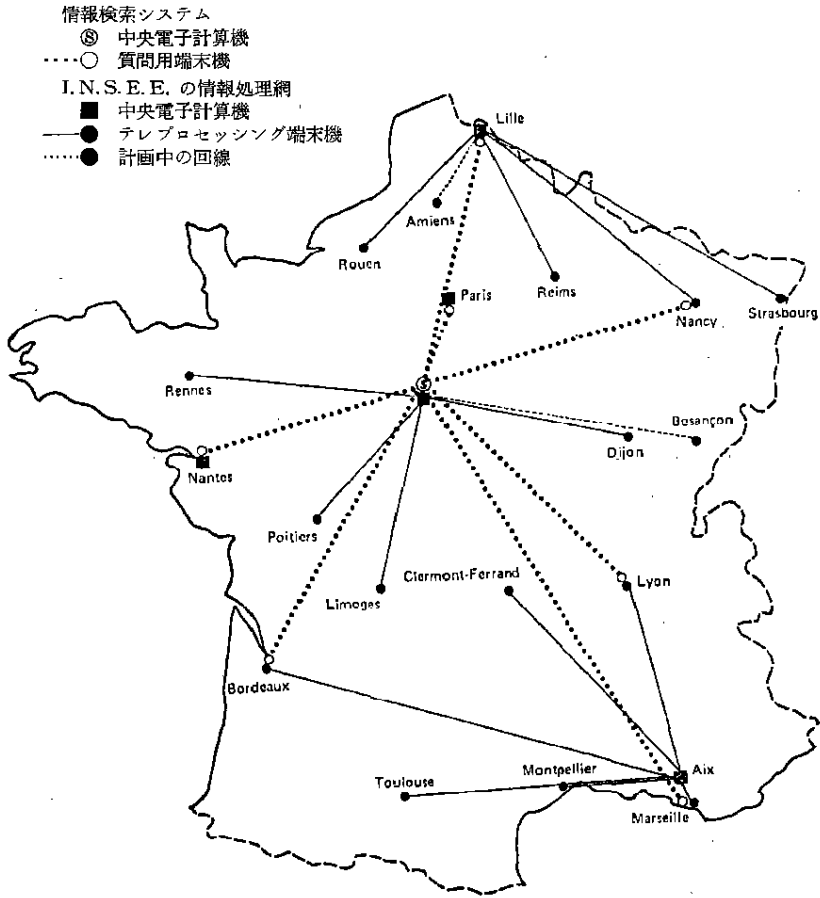 情報検索システム
Ⓢ 中央電子計算機
質問用端末機
I.N.S.E.E. の情報処理網
中央電子計算機
テレプロセッシング端末機
計画中の回線
Lille
Amiens
Rouen
Reims
Paris
Nancy
Strasbourg
Rennes
Ⓢ
Besançon
Dijon
Nantes
Poitiers
Clermont-Ferrand
Lyon
Limoges
Bordeaux
Toulouse
Montpellier
Aix
Marseille